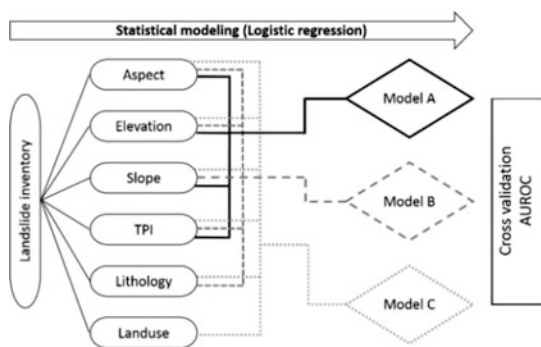 Statistical modeling (Logistic regression)
Landslide inventory
Aspect
Elevation
Slope
TPI
Lithology
Landuse
Model A
Model B
Model C
Cross validation
AUROC